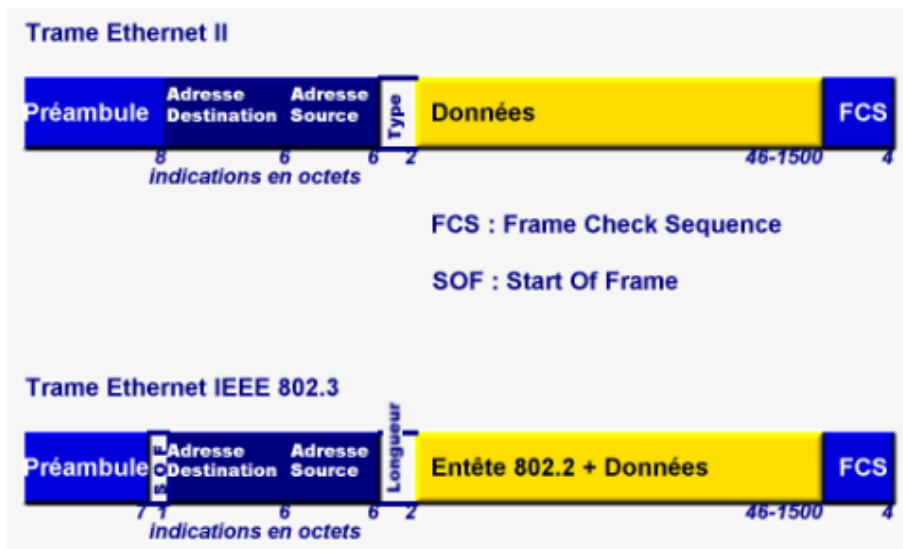 Trame Ethernet II
Préambule Adresse Destination Adresse Source Type Données FCS
8 6 6 2 46-1500 4
indications en octets
FCS : Frame Check Sequence
SOF : Start Of Frame
Trame Ethernet IEEE 802.3
Préambule SOF Adresse Destination Adresse Source Longueur Entête 802.2 + Données FCS
7 1 6 6 2 46-1500 4
indications en octets